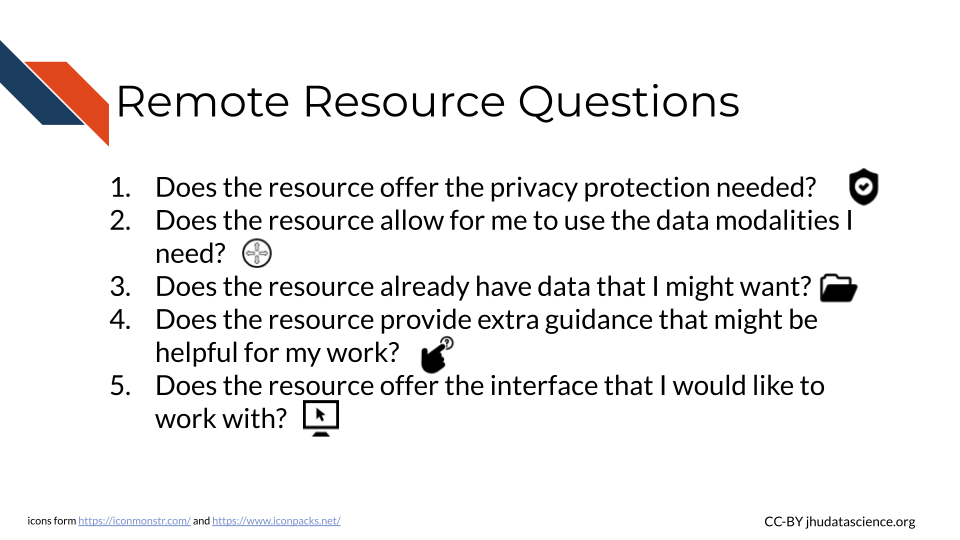 Remote Resource Questions
1. Does the resource offer the privacy protection needed?
2. Does the resource allow for me to use the data modalities I
need?
3. Does the resource already have data that I might want?
4. Does the resource provide extra guidance that might be
helpful for my work?
5. Does the resource offer the interface that I would like to
work with?
icons form https://iconmonstr.com/ and https://www.iconpacks.net/
CC-BY jhudatascience.org